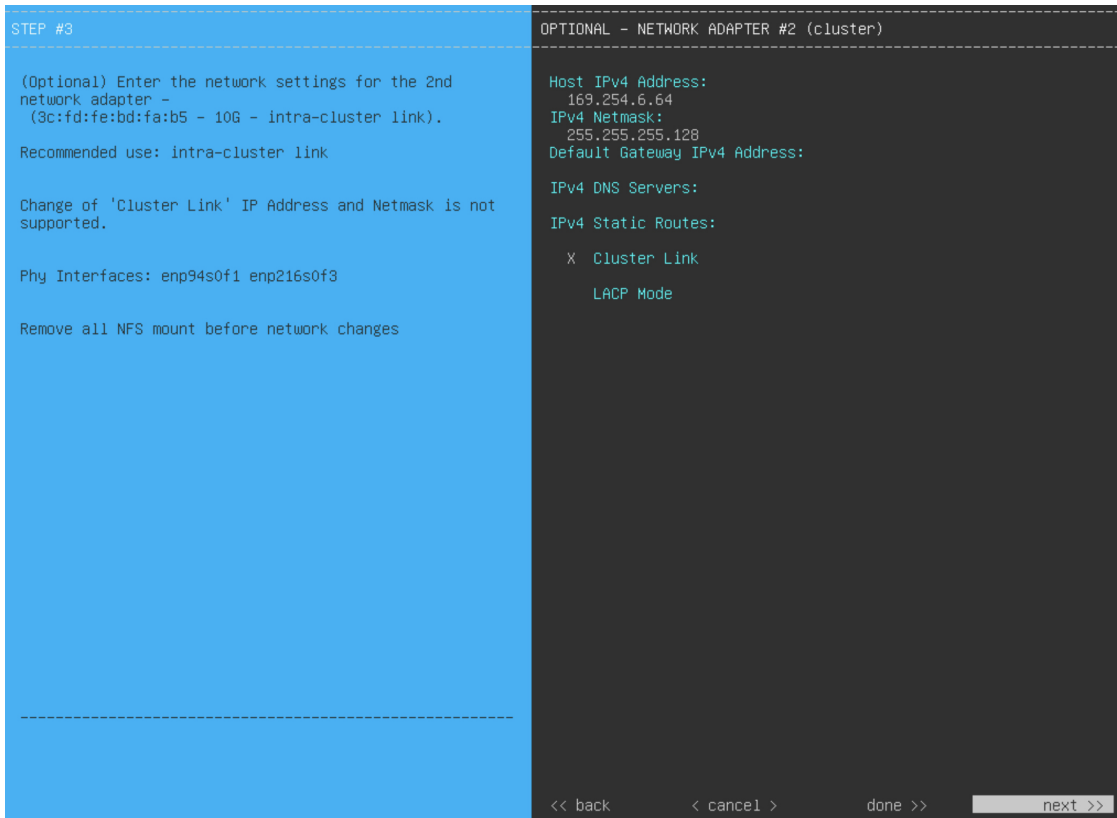 STEP #3
(Optional) Enter the network settings for the 2nd
network adapter -
(3c:fd:fe:bd:fa:b5 - 10G - intra-cluster link).
Recommended use: intra-cluster link
Change of 'Cluster Link' IP Address and Netmask is not
supported.
Phy Interfaces: enp94s0f1 enp216s0f3
Remove all NFS mount before network changes
OPTIONAL - NETWORK ADAPTER #2 (cluster)
Host IPv4 Address:
169.254.6.64
IPv4 Netmask:
255.255.255.128
Default Gateway IPv4 Address:
IPv4 DNS Servers:
IPv4 Static Routes:
X Cluster Link
LACP Mode
<< back < cancel > done >> next >>